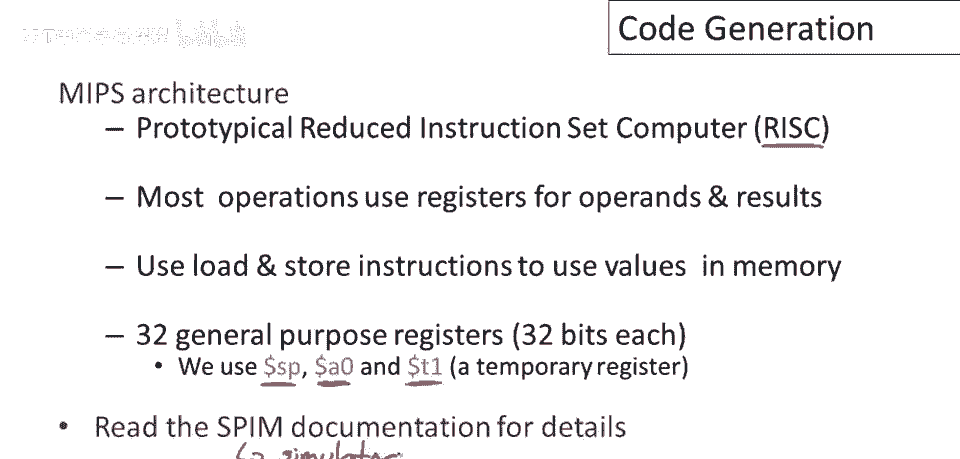 Code Generation
MIPS architecture
– Prototypical Reduced Instruction Set Computer (RISC)
– Most operations use registers for operands & results
– Use load & store instructions to use values in memory
– 32 general purpose registers (32 bits each)
• We use $sp, $a0 and $t1 (a temporary register)
• Read the SPIM documentation for details
simulator